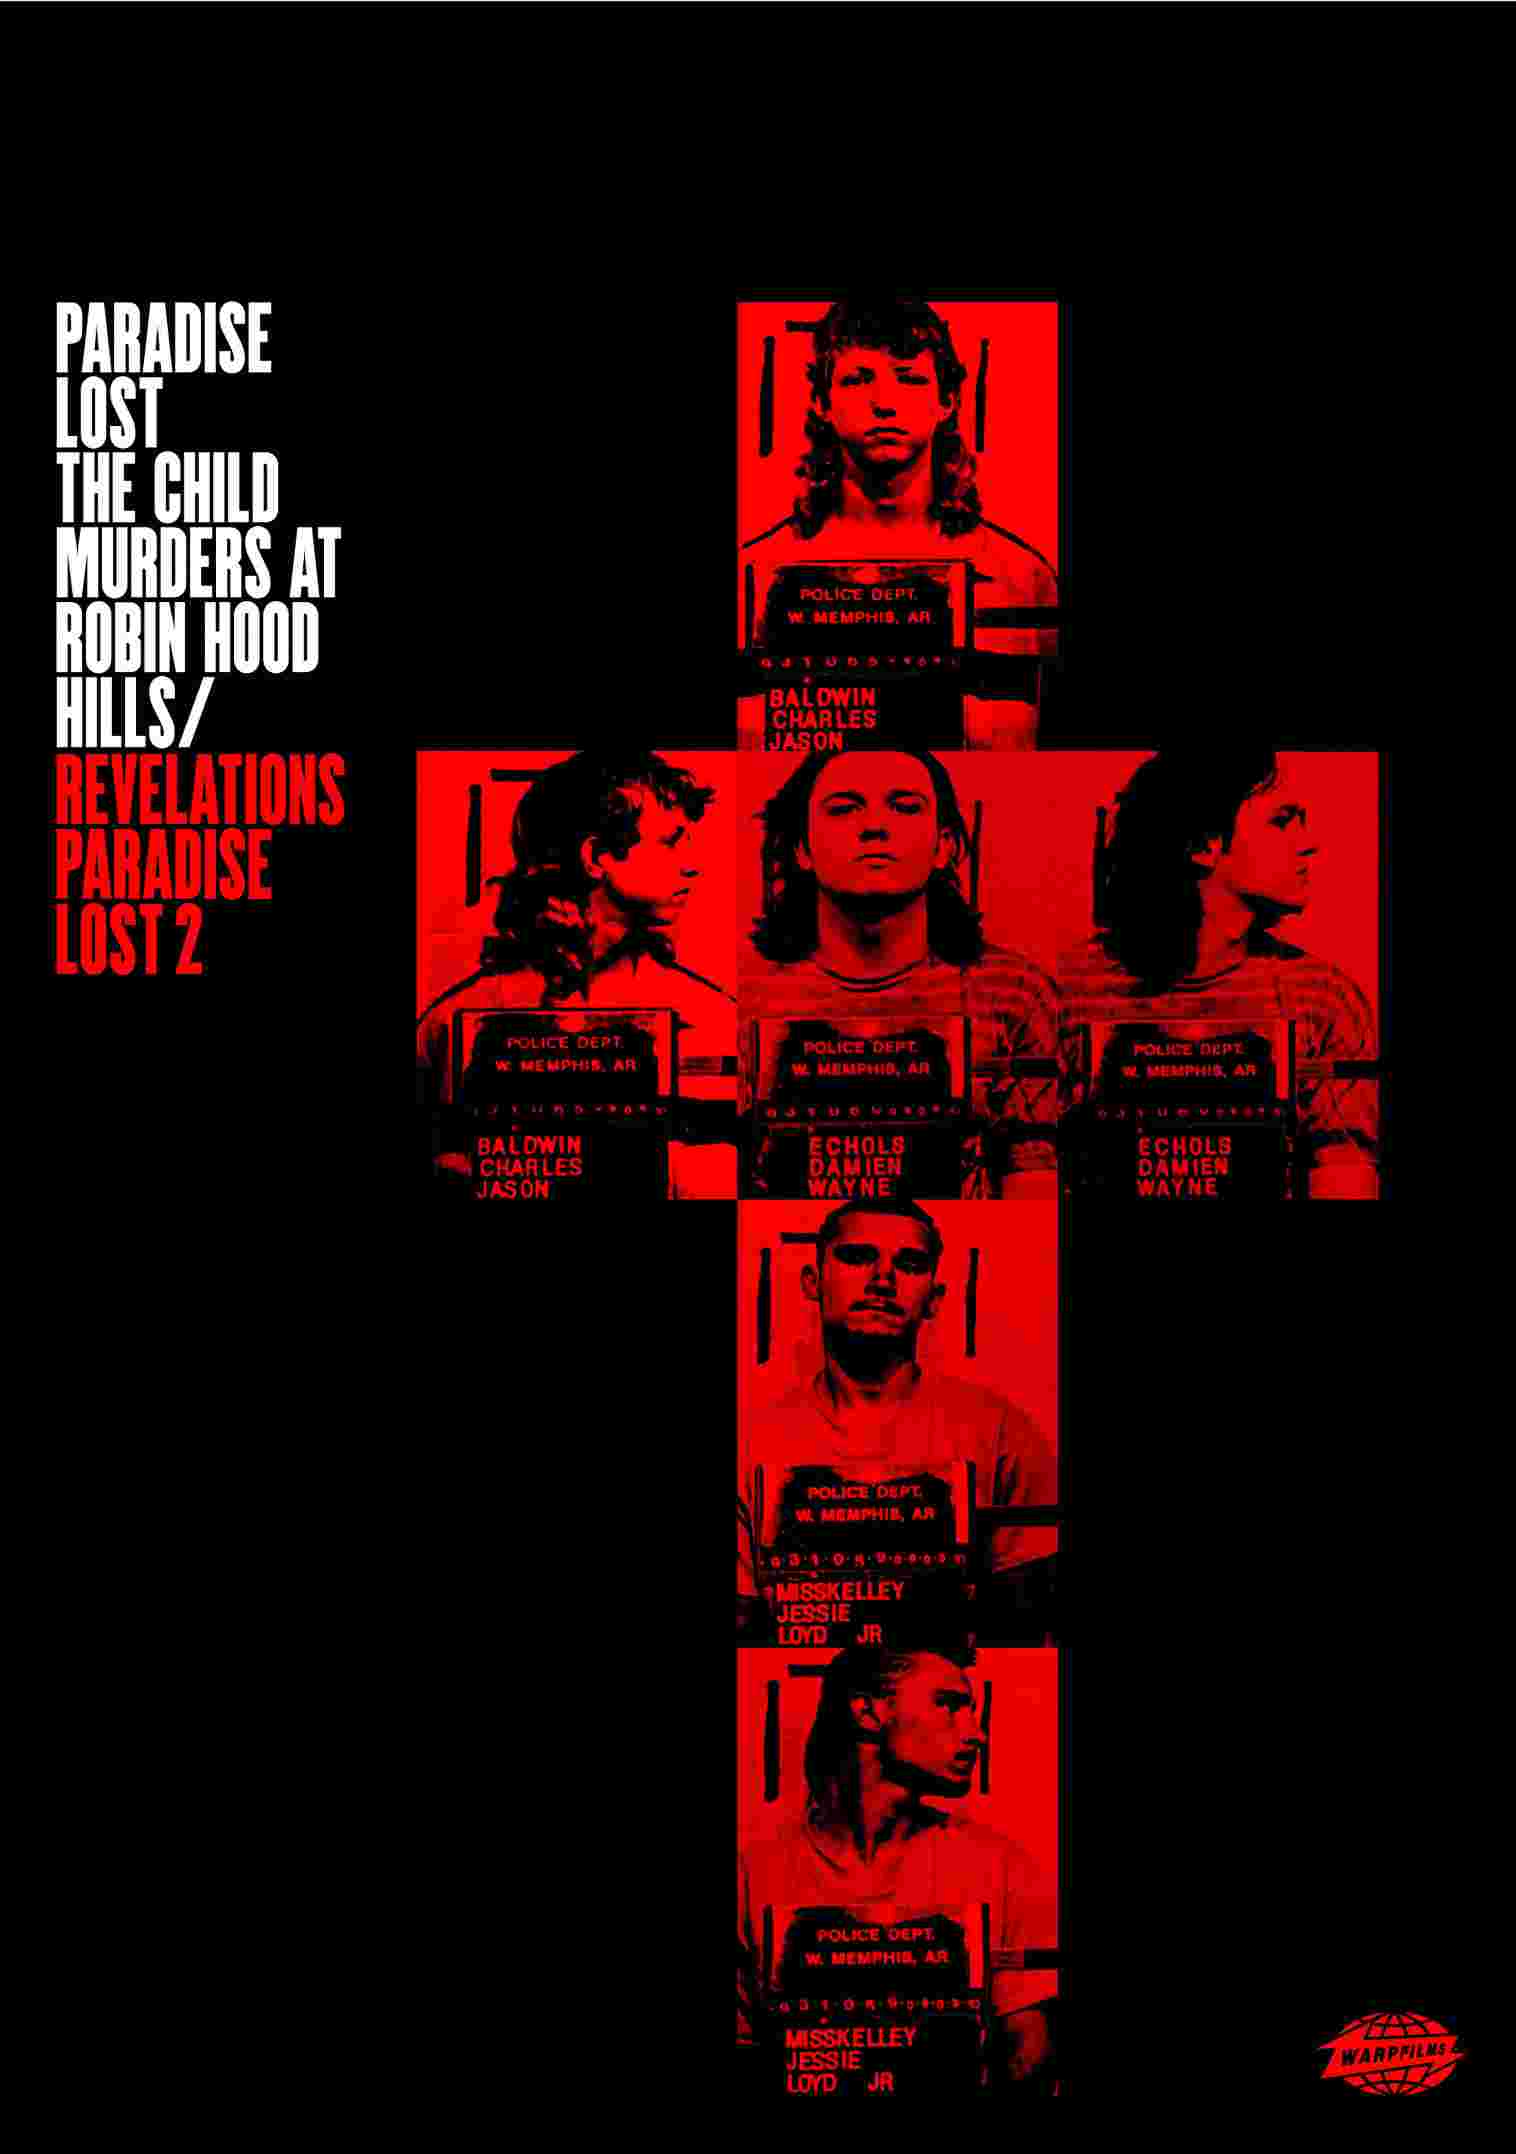 PARADISE
LOST
THE CHILD
MURDERS AT
ROBIN HOOD
HILLS/
REVELATIONS
PARADISE
LOST 2
POLICE DEPT.
W. MEMPHIS, AR
BALDWIN
CHARLES
JASON
POLICE DEPT.
W. MEMPHIS, AR
BALDWIN
CHARLES
JASON
POLICE DEPT.
W. MEMPHIS, AR
ECHOLS
DAMIEN
WAYNE
POLICE DEPT.
W. MEMPHIS, AR
ECHOLS
DAMIEN
WAYNE
POLICE DEPT.
W. MEMPHIS, AR
MISSKELLEY
JESSIE
LOYD JR
POLICE DEPT.
W. MEMPHIS, AR
MISSKELLEY
JESSIE
LOYD JR
WARPFILMS